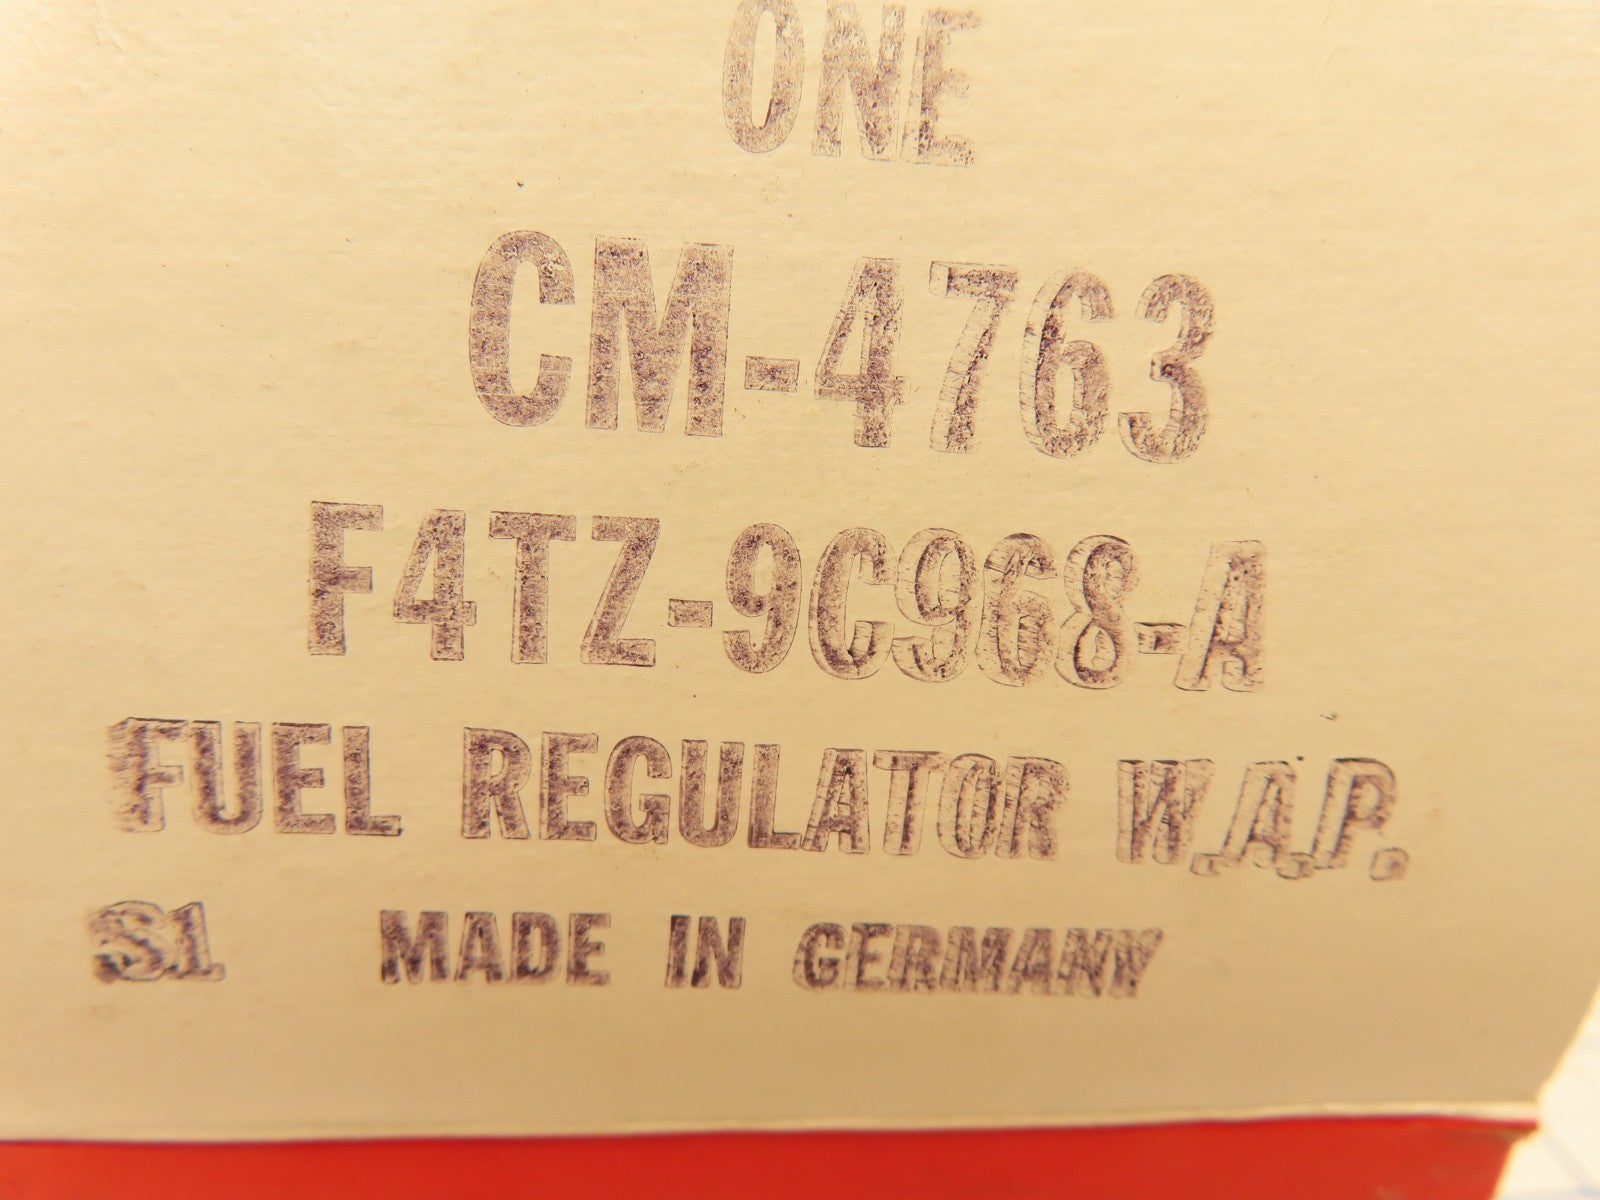 ONE
CM-4763
F4TZ-9C968-A
FUEL REGULATOR W.A.P.
S1 MADE IN GERMANY